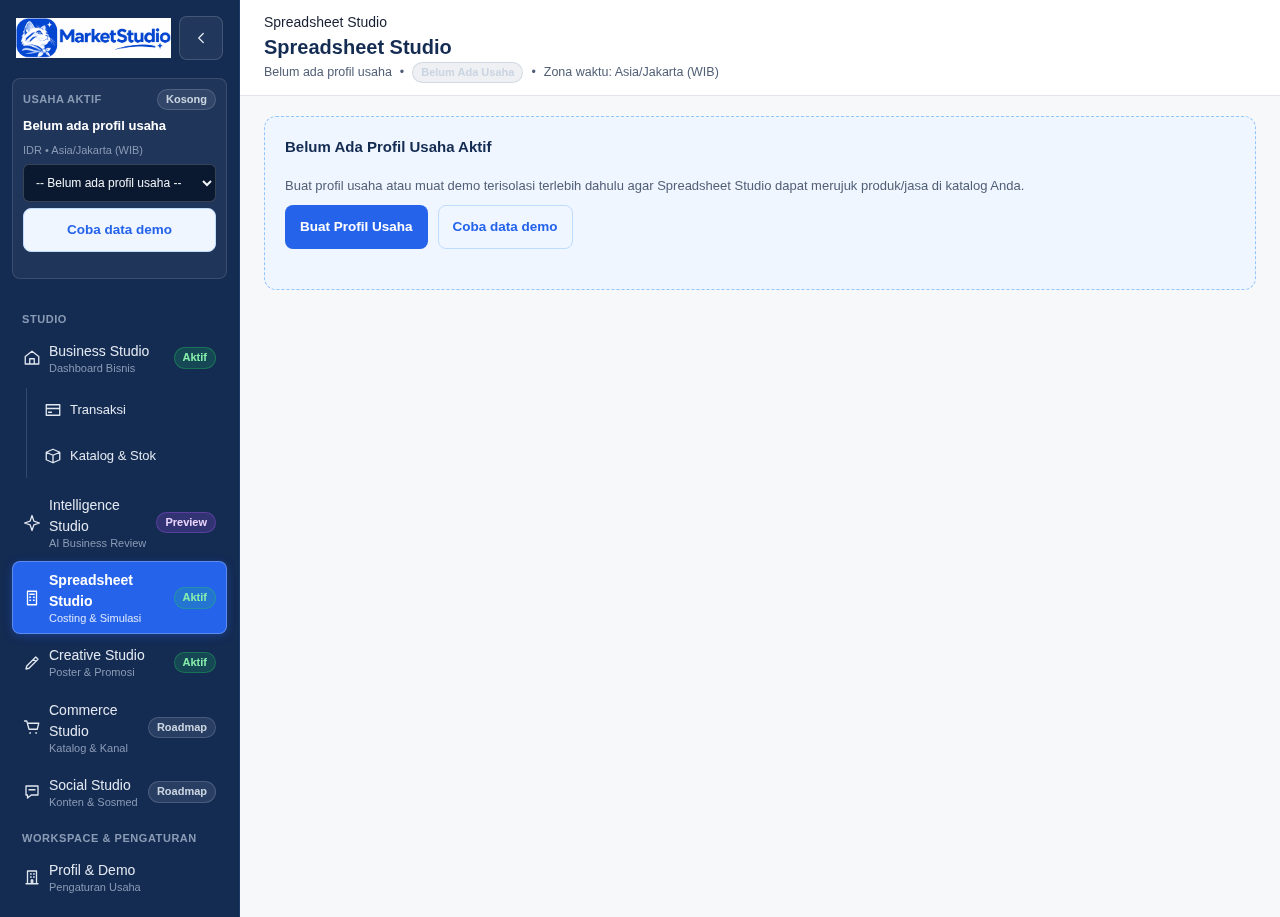 MarketStudio
USAHA AKTIF
Kosong
Belum ada profil usaha
IDR • Asia/Jakarta (WIB)
-- Belum ada profil usaha --
Coba data demo
STUDIO
Business Studio
Dashboard Bisnis
Aktif
Transaksi
Katalog & Stok
Intelligence
Studio
AI Business Review
Preview
Spreadsheet
Studio
Costing & Simulasi
Aktif
Creative Studio
Poster & Promosi
Aktif
Commerce
Studio
Katalog & Kanal
Roadmap
Social Studio
Konten & Sosmed
Roadmap
WORKSPACE & PENGATURAN
Profil & Demo
Pengaturan Usaha
Spreadsheet Studio
Spreadsheet Studio
Belum ada profil usaha • Belum Ada Usaha • Zona waktu: Asia/Jakarta (WIB)
Belum Ada Profil Usaha Aktif
Buat profil usaha atau muat demo terisolasi terlebih dahulu agar Spreadsheet Studio dapat merujuk produk/jasa di katalog Anda.
Buat Profil Usaha
Coba data demo